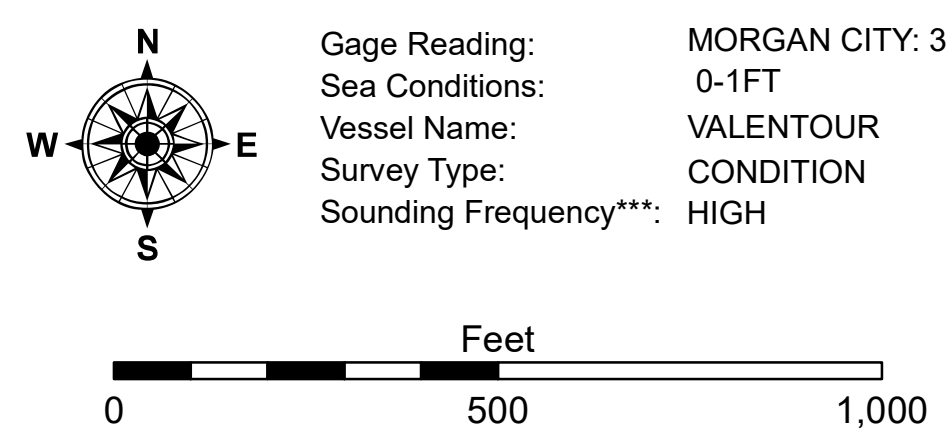 N
W E
S
Gage Reading: MORGAN CITY: 3
Sea Conditions: 0-1FT
Vessel Name: VALENTOUR
Survey Type: CONDITION
Sounding Frequency***: HIGH
Feet
0 500 1,000